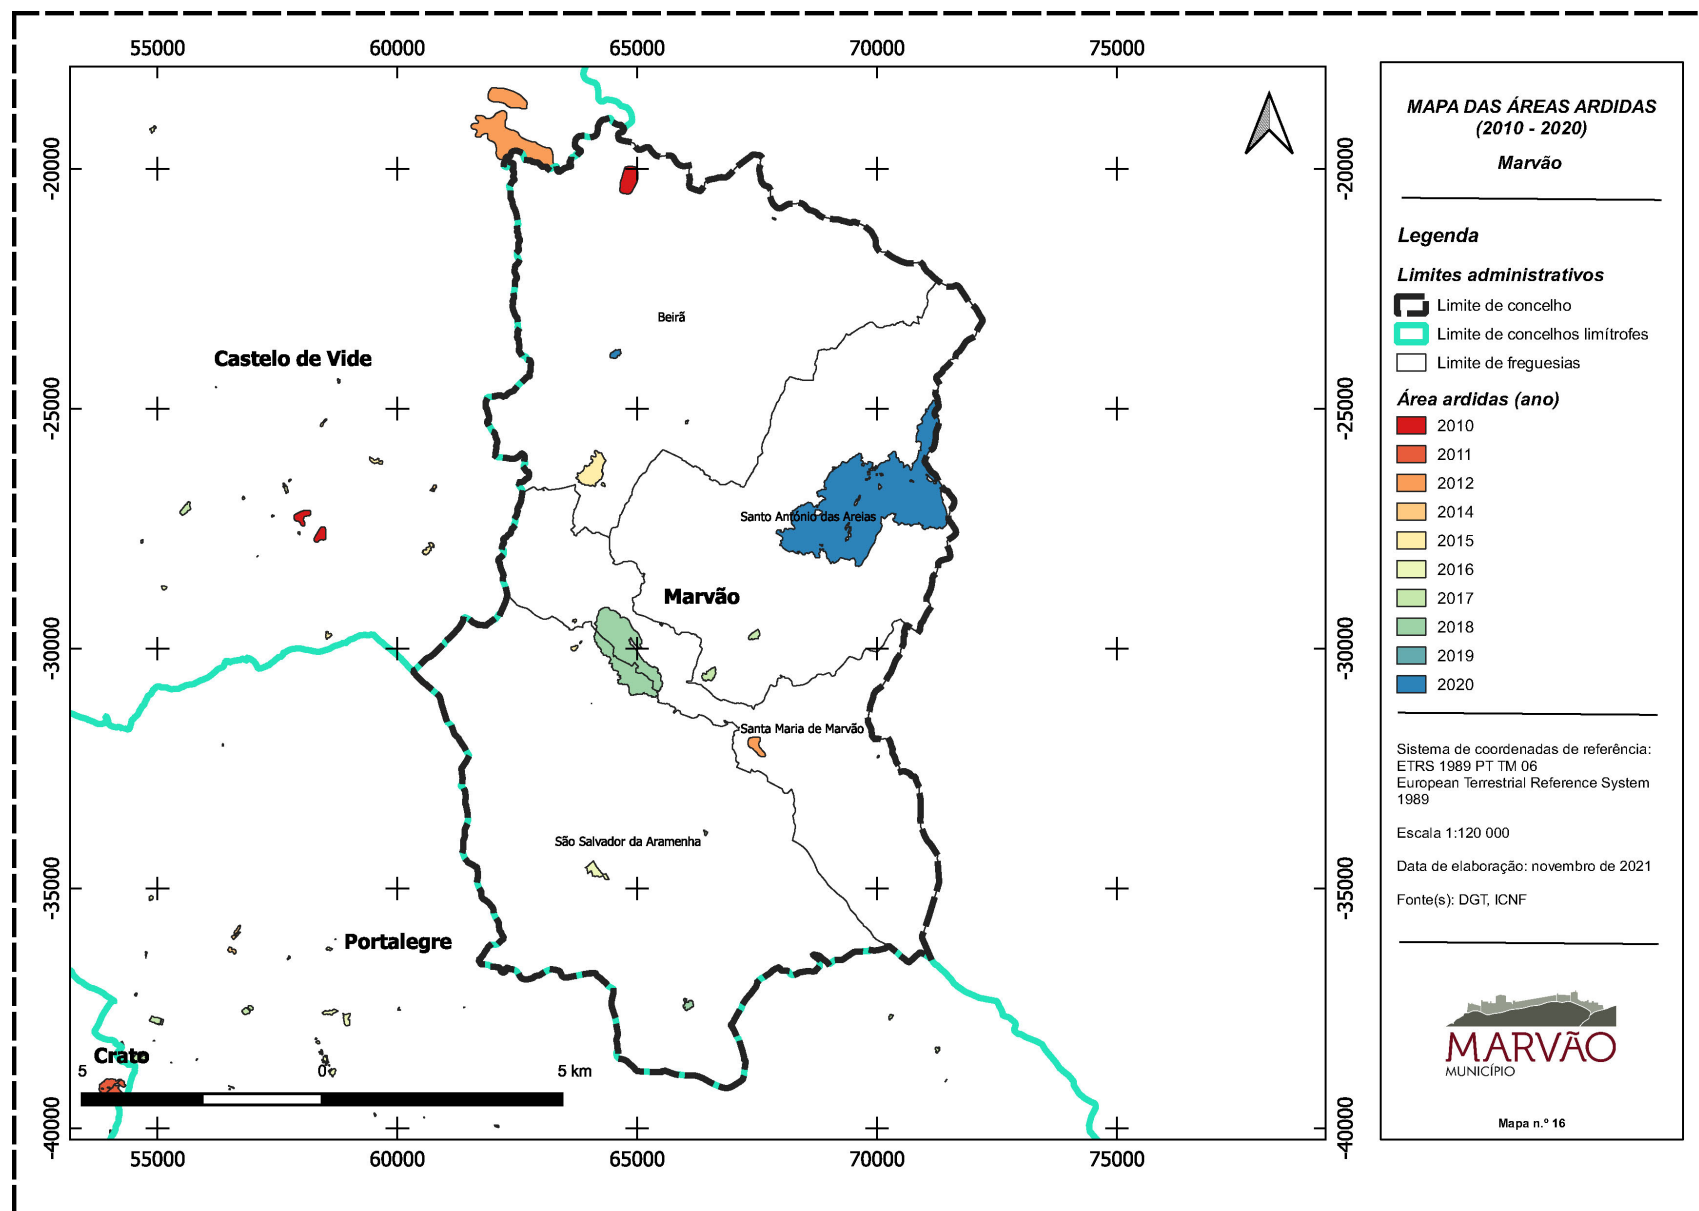 55000
60000
65000
70000
75000
-20000
-25000
-30000
-35000
-40000
-20000
-25000
-30000
-35000
-40000
Beirã
Castelo de Vide
Santo António das Areias
Marvão
Santa Maria de Marvão
São Salvador da Aramenha
Portalegre
Crato
5
0
5 km
55000
60000
65000
70000
75000
MAPA DAS ÁREAS ARDIDAS
(2010 - 2020)
Marvão
Legenda
Limites administrativos
Limite de concelho
Limite de concelhos limítrofes
Limite de freguesias
Área ardidas (ano)
2010
2011
2012
2014
2015
2016
2017
2018
2019
2020
Sistema de coordenadas de referência:
ETRS 1989 PT TM 06
European Terrestrial Reference System
1989
Escala 1:120 000
Data de elaboração: novembro de 2021
Fonte(s): DGT, ICNF
MARVÃO
MUNICÍPIO
Mapa n.º 16